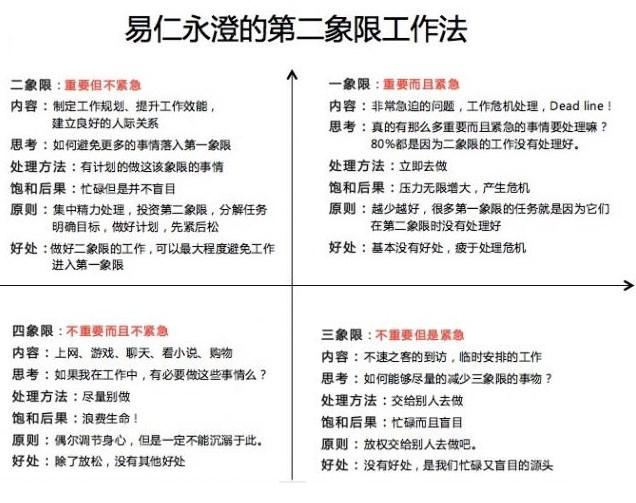 易仁永澄的第二象限工作法
二象限：重要但不紧急
内容：制定工作规划、提升工作效能，
建立良好的人际关系
思考：如何避免更多的事情落入第一象限
处理方法：有计划的做该象限的事情
饱和后果：忙碌但是并不盲目
原则：集中精力处理，投资第二象限，分解任务
明确目标，做好计划，先紧后松
好处：做好二象限的工作，可以最大程度避免工作
进入第一象限
一象限：重要而且紧急
内容：非常急迫的问题，工作危机处理，Dead line！
思考：真的有那么多重要而且紧急的事情要处理嘛？
80%都是因为二象限的工作没有处理好。
处理方法：立即去做
饱和后果：压力无限增大，产生危机
原则：越少越好，很多第一象限的任务就是因为它们
在第二象限时没有处理好
好处：基本没有好处，疲于处理危机
四象限：不重要而且不紧急
内容：上网、游戏、聊天、看小说、购物
思考：如果我在工作中，有必要做这些事情么？
处理方法：尽量别做
饱和后果：浪费生命！
原则：偶尔调节身心，但是一定不能沉溺于此。
好处：除了放松，没有其他好处
三象限：不重要但是紧急
内容：不速之客的到访，临时安排的工作
思考：如何能够尽量的减少三象限的事物？
处理方法：交给别人去做
饱和后果：忙碌而且盲目
原则：放权交给别人去做吧。
好处：没有好处，是我们忙碌又盲目的源头